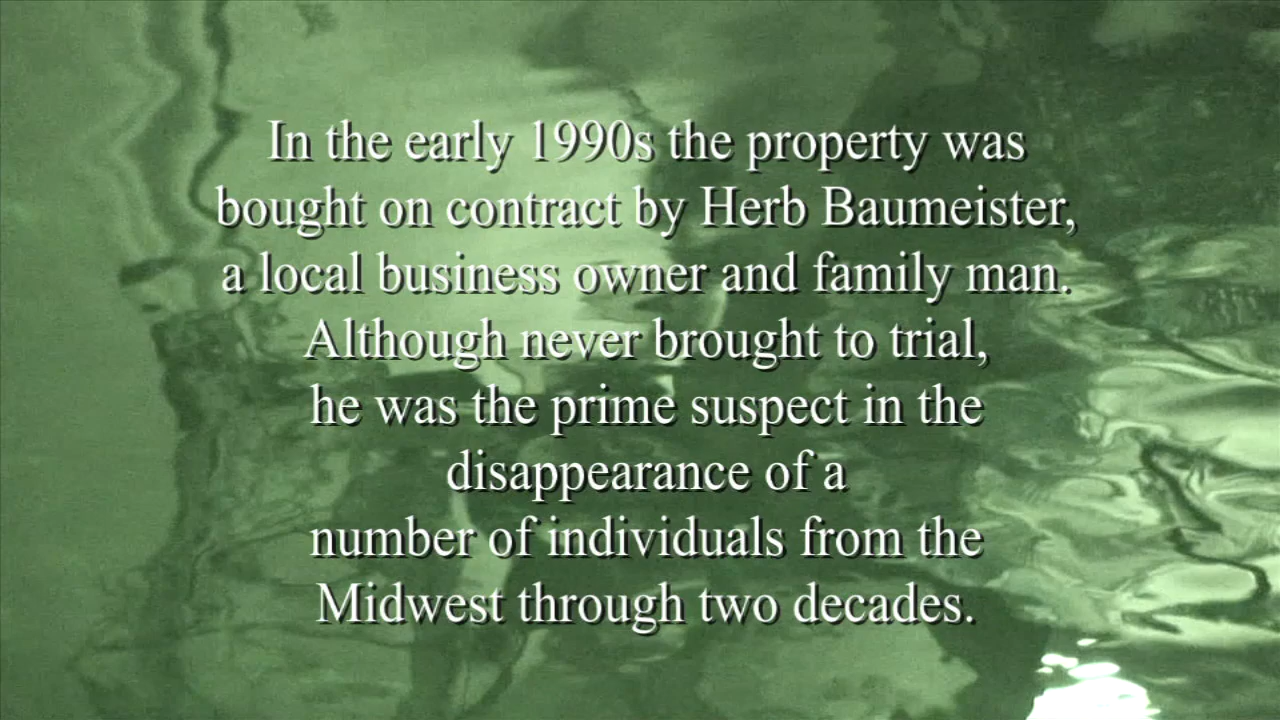 In the early 1990s the property was
bought on contract by Herb Baumeister,
a local business owner and family man.
Although never brought to trial,
he was the prime suspect in the
disappearance of a
number of individuals from the
Midwest through two decades.